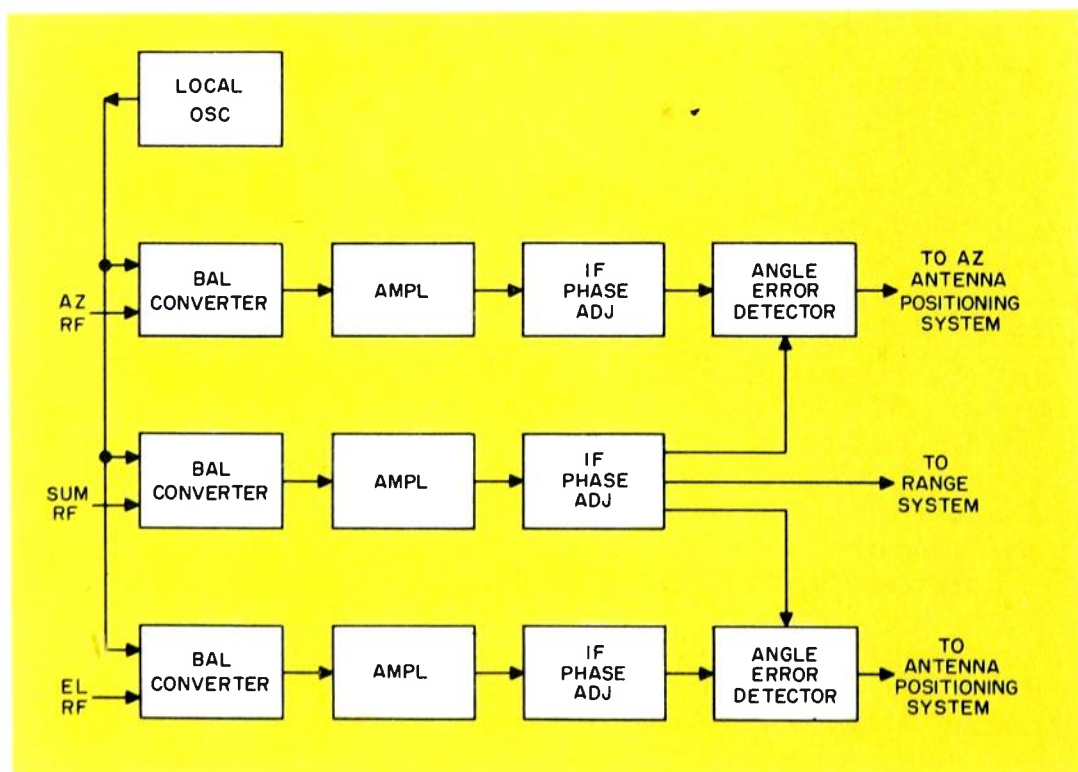 LOCAL
OSC
AZ
RF
BAL
CONVERTER
AMPL
IF
PHASE
ADJ
ANGLE
ERROR
DETECTOR
TO AZ
ANTENNA
POSITIONING
SYSTEM
SUM
RF
BAL
CONVERTER
AMPL
IF
PHASE
ADJ
TO
RANGE
SYSTEM
EL
RF
BAL
CONVERTER
AMPL
IF
PHASE
ADJ
ANGLE
ERROR
DETECTOR
TO
ANTENNA
POSITIONING
SYSTEM